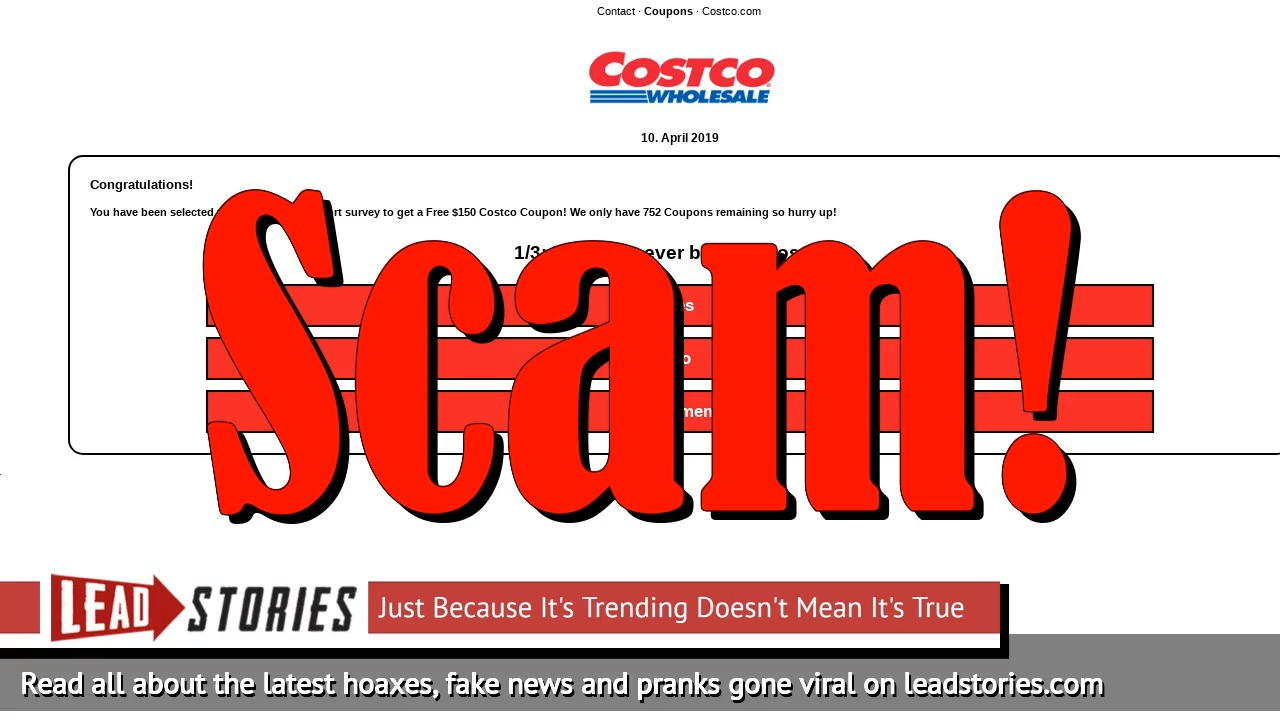 Contact · Coupons · Costco.com
COSTCO
WHOLESALE
10. April 2019
Congratulations!
You have been selected rt survey to get a Free $150 Costco Coupon! We only have 752 Coupons remaining so hurry up!
1/3 ever b os
Scam!
es
o
men
LEAD STORIES Just Because It's Trending Doesn't Mean It's True
Read all about the latest hoaxes, fake news and pranks gone viral on leadstories.com